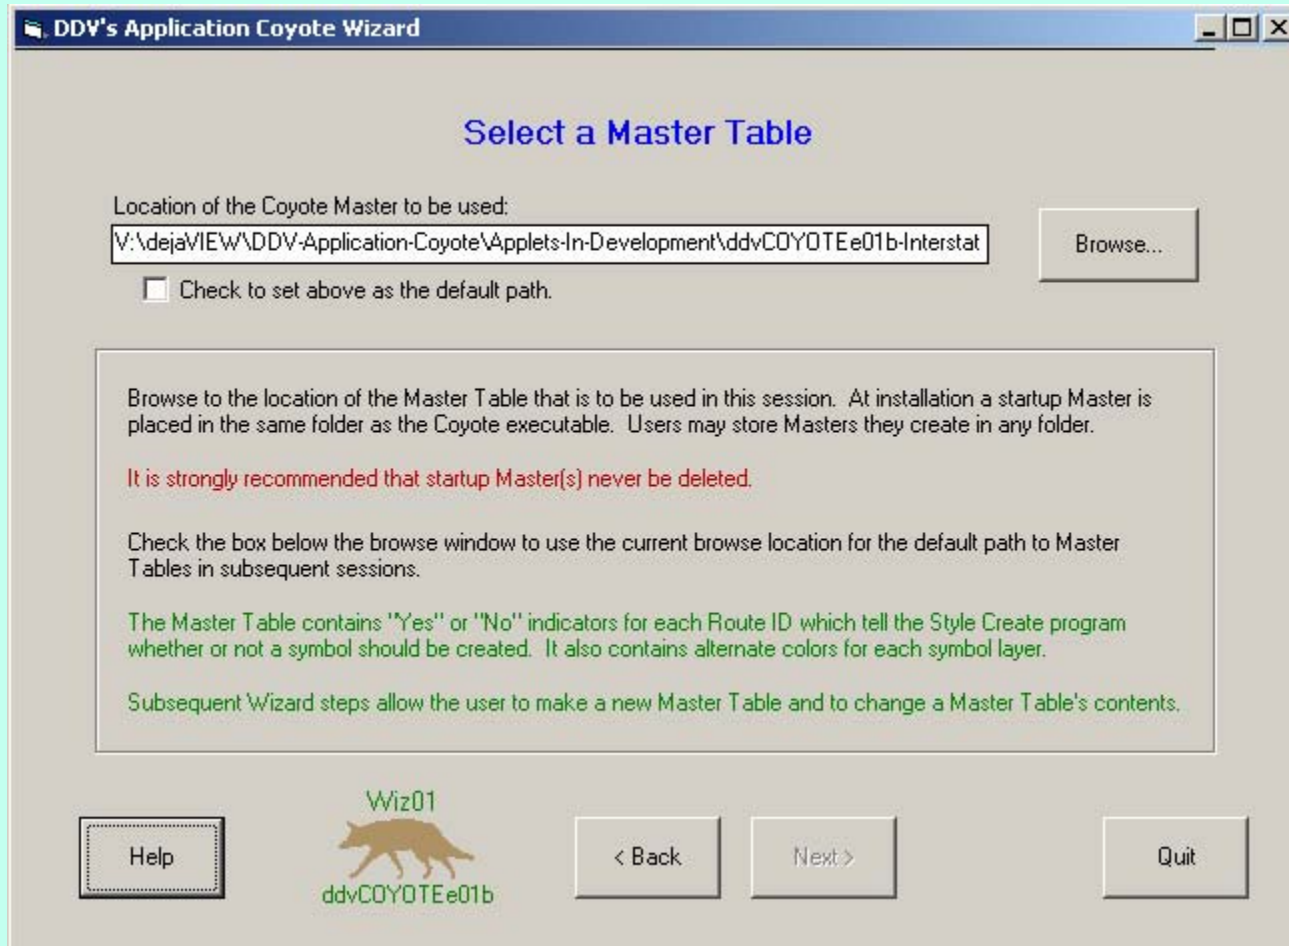 DDV's Application Coyote Wizard
Select a Master Table
Location of the Coyote Master to be used:
V:\dejaVIEW\DDV-Application-Coyote\Applets-In-Development\ddvCOYOTEe01b-Interstat
Browse...
Check to set above as the default path.
Browse to the location of the Master Table that is to be used in this session.  At installation a startup Master is
placed in the same folder as the Coyote executable.  Users may store Masters they create in any folder.
It is strongly recommended that startup Master(s) never be deleted.
Check the box below the browse window to use the current browse location for the default path to Master
Tables in subsequent sessions.
The Master Table contains "Yes" or "No" indicators for each Route ID which tell the Style Create program
whether or not a symbol should be created.  It also contains alternate colors for each symbol layer.
Subsequent Wizard steps allow the user to make a new Master Table and to change a Master Table's contents.
Help
Wiz01
ddvCOYOTEe01b
< Back
Next >
Quit